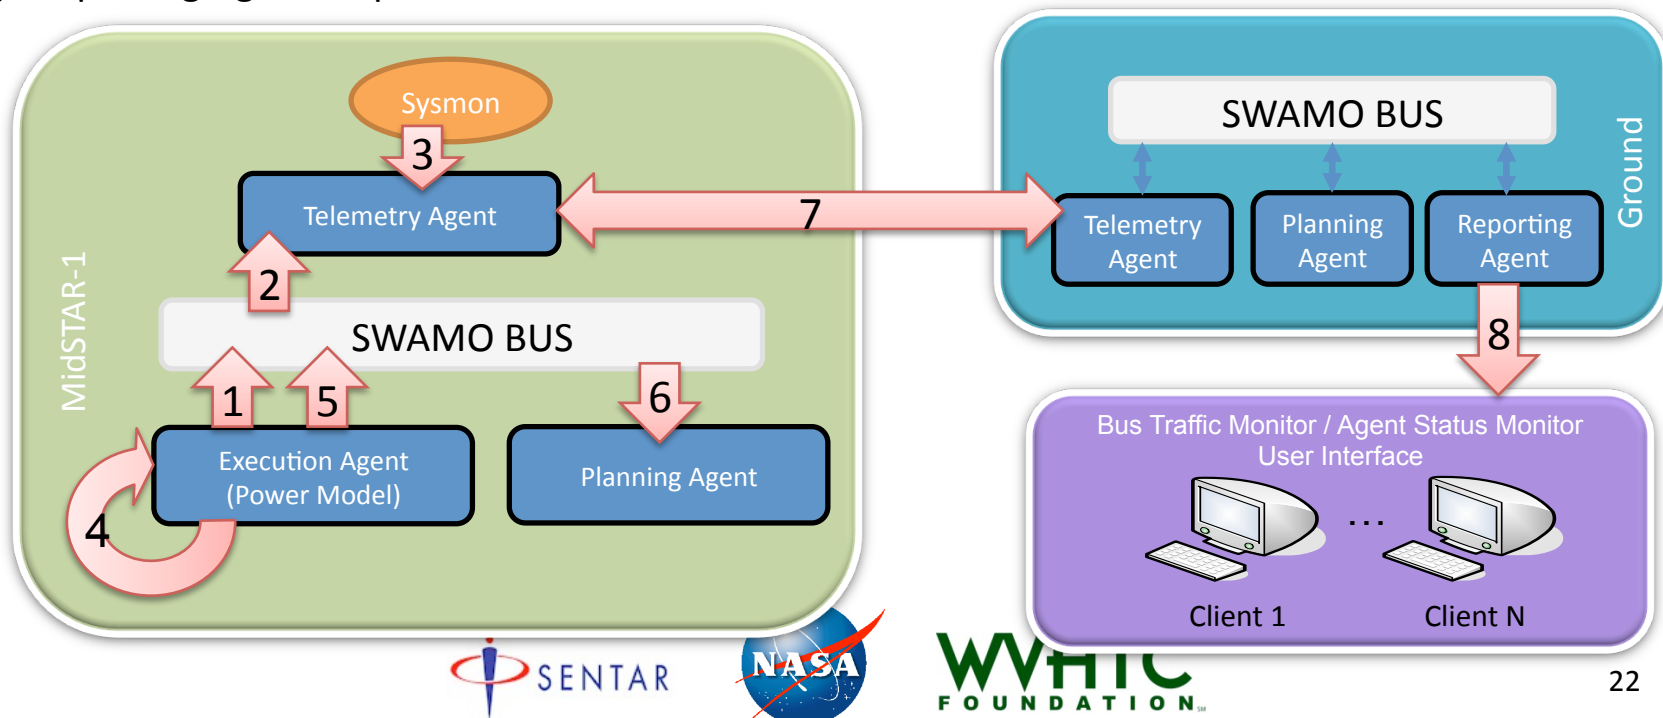 Sysmon
3
Telemetry Agent
2
SWAMO BUS
1
5
6
4
Execution Agent
(Power Model)
Planning Agent
MidSTAR-1
7
SWAMO BUS
Ground
Telemetry
Agent
Planning
Agent
Reporting
Agent
8
Bus Traffic Monitor / Agent Status Monitor
User Interface
...
Client 1
Client N
SENTAR
NASA
WVHTC
FOUNDATION
SM
22